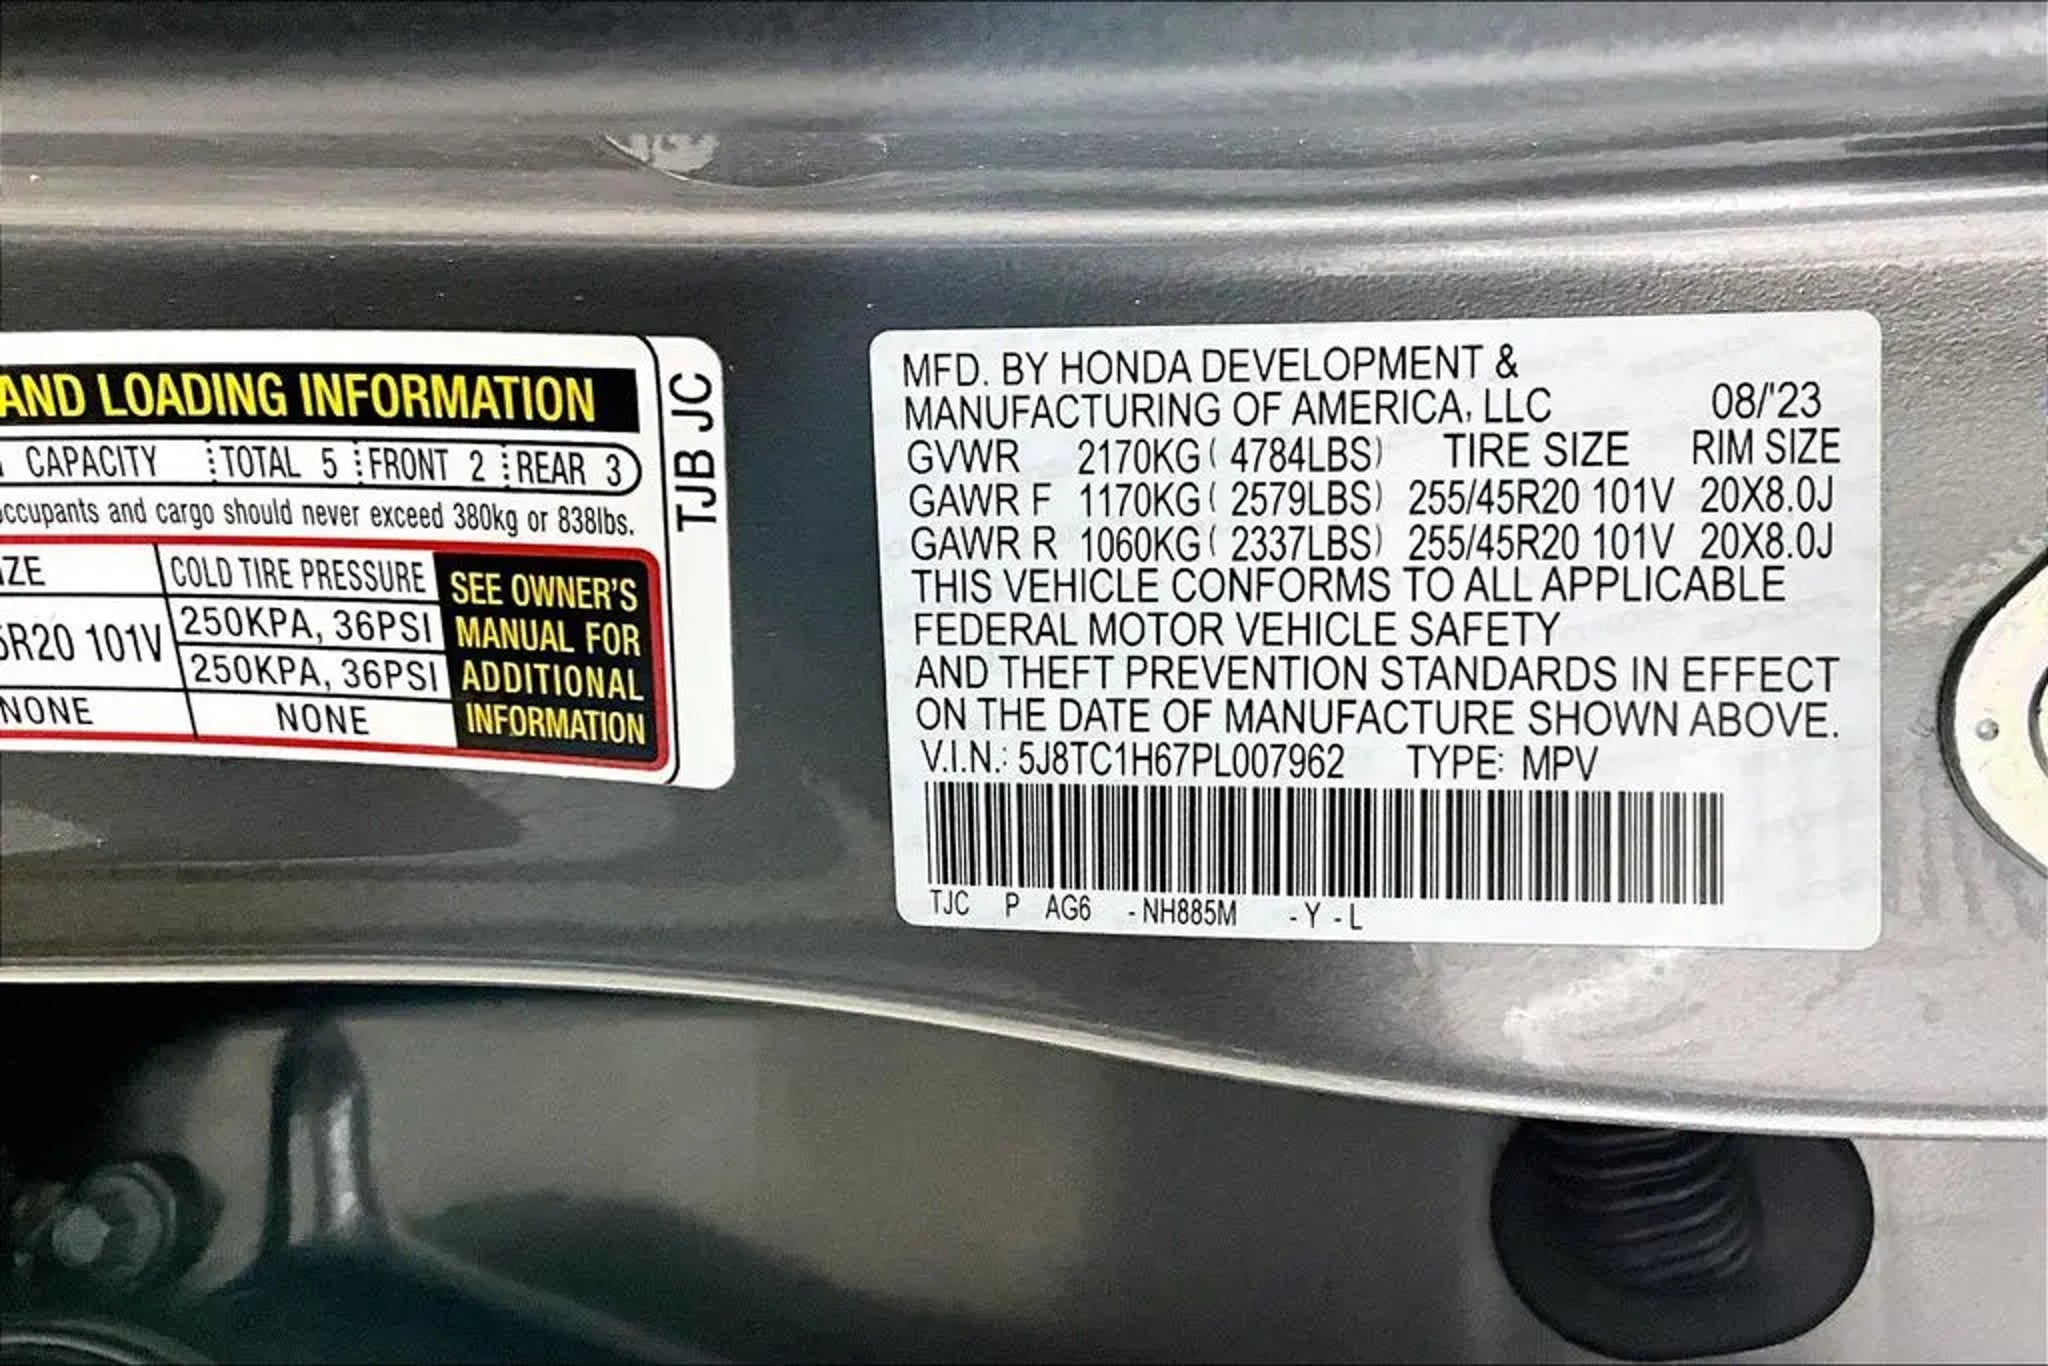 AND LOADING INFORMATION
CAPACITY TOTAL 5 FRONT 2 REAR 3
occupants and cargo should never exceed 380kg or 838lbs.
COLD TIRE PRESSURE
R20 101V 250KPA, 36PSI
250KPA, 36PSI
NONE NONE
SEE OWNER'S
MANUAL FOR
ADDITIONAL
INFORMATION
TJB JC
MFD. BY HONDA DEVELOPMENT &
MANUFACTURING OF AMERICA, LLC 08/'23
GVWR 2170KG ( 4784LBS) TIRE SIZE RIM SIZE
GAWR F 1170KG ( 2579LBS) 255/45R20 101V 20X8.0J
GAWR R 1060KG ( 2337LBS) 255/45R20 101V 20X8.0J
THIS VEHICLE CONFORMS TO ALL APPLICABLE
FEDERAL MOTOR VEHICLE SAFETY
AND THEFT PREVENTION STANDARDS IN EFFECT
ON THE DATE OF MANUFACTURE SHOWN ABOVE.
V.I.N.: 5J8TC1H67PL007962 TYPE: MPV
TJC P AG6 -NH885M -Y -L